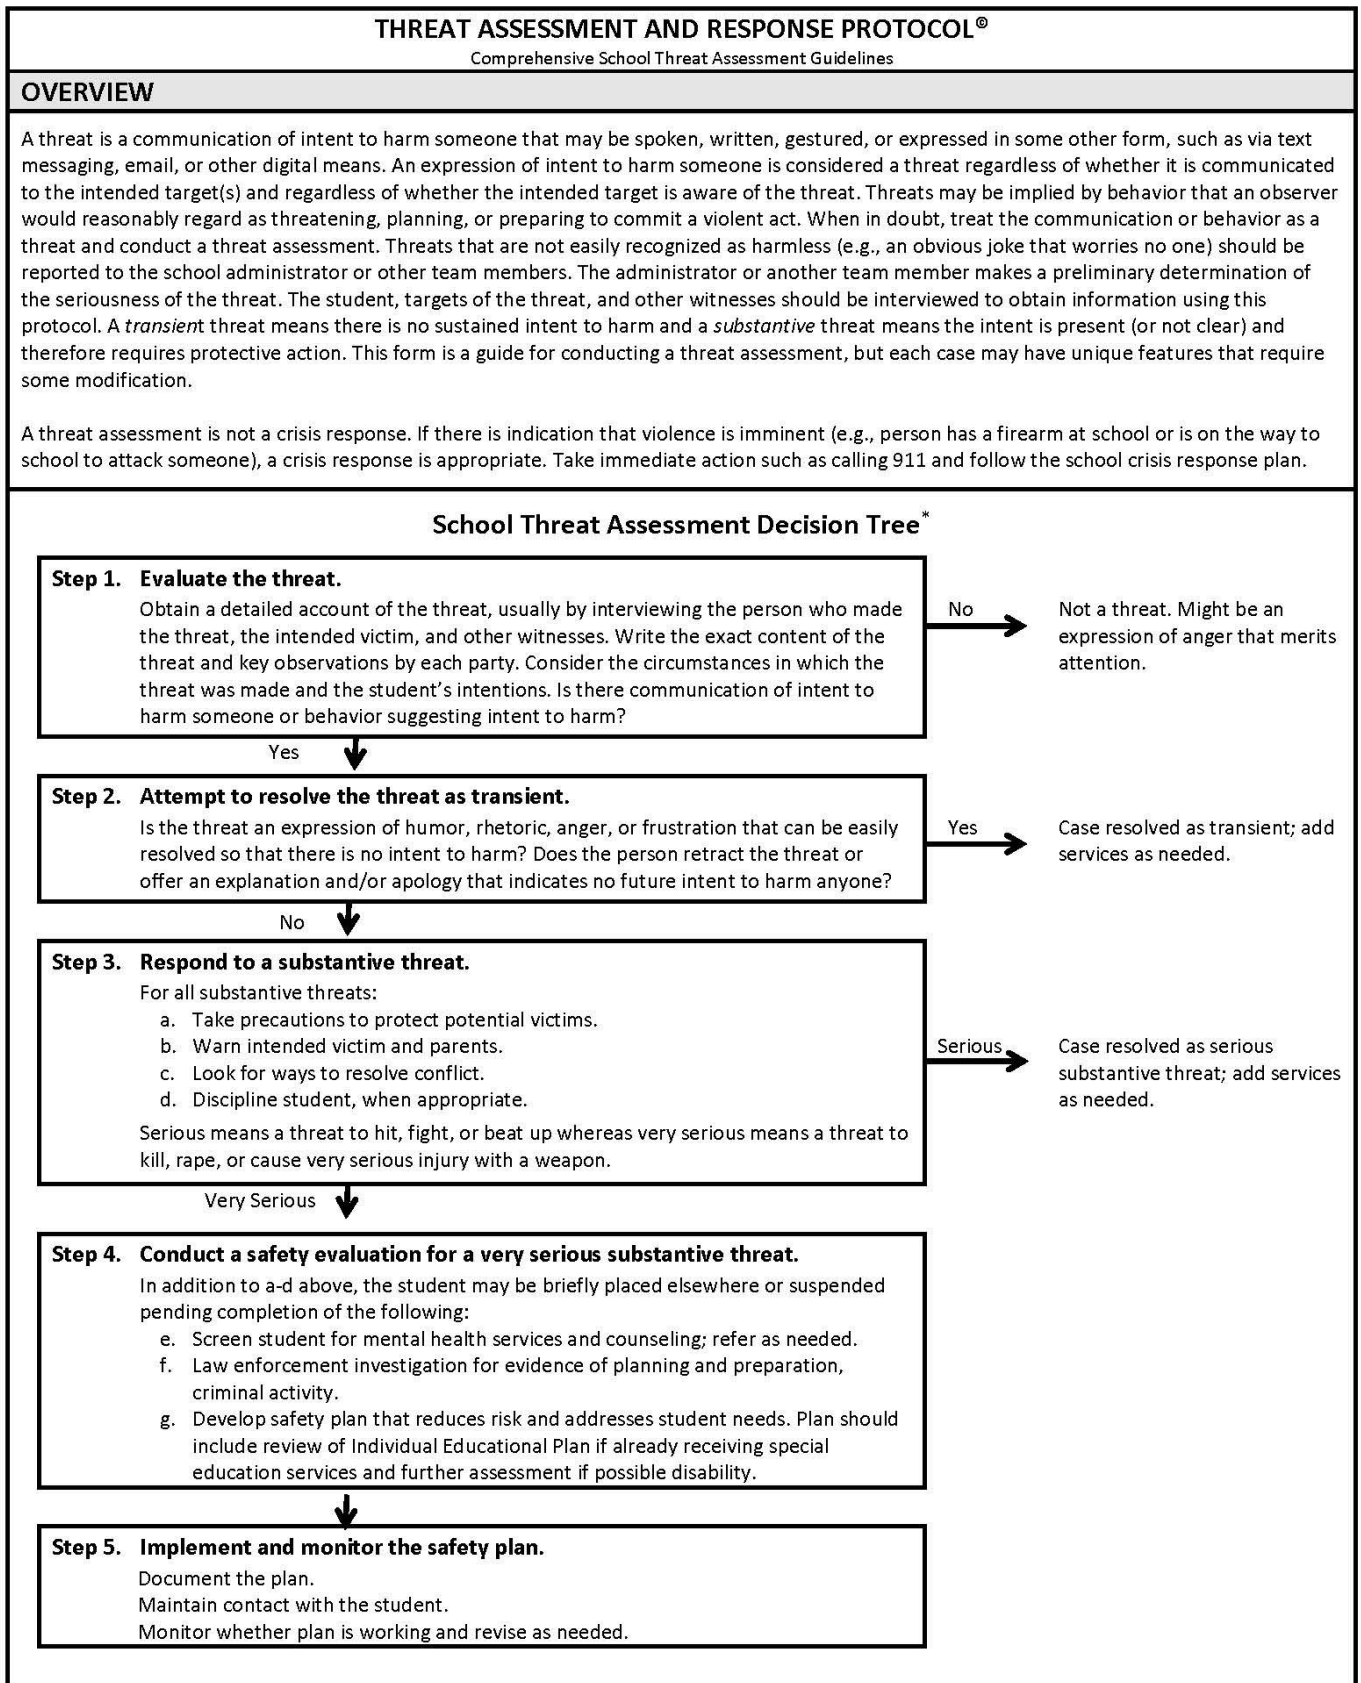 THREAT ASSESSMENT AND RESPONSE PROTOCOL©
Comprehensive School Threat Assessment Guidelines
OVERVIEW
A threat is a communication of intent to harm someone that may be spoken, written, gestured, or expressed in some other form, such as via text
messaging, email, or other digital means. An expression of intent to harm someone is considered a threat regardless of whether it is communicated
to the intended target(s) and regardless of whether the intended target is aware of the threat. Threats may be implied by behavior that an observer
would reasonably regard as threatening, planning, or preparing to commit a violent act. When in doubt, treat the communication or behavior as a
threat and conduct a threat assessment. Threats that are not easily recognized as harmless (e.g., an obvious joke that worries no one) should be
reported to the school administrator or other team members. The administrator or another team member makes a preliminary determination of
the seriousness of the threat. The student, targets of the threat, and other witnesses should be interviewed to obtain information using this
protocol. A transient threat means there is no sustained intent to harm and a substantive threat means the intent is present (or not clear) and
therefore requires protective action. This form is a guide for conducting a threat assessment, but each case may have unique features that require
some modification.
A threat assessment is not a crisis response. If there is indication that violence is imminent (e.g., person has a firearm at school or is on the way to
school to attack someone), a crisis response is appropriate. Take immediate action such as calling 911 and follow the school crisis response plan.
School Threat Assessment Decision Tree*
Step 1. Evaluate the threat.
Obtain a detailed account of the threat, usually by interviewing the person who made
the threat, the intended victim, and other witnesses. Write the exact content of the
threat and key observations by each party. Consider the circumstances in which the
threat was made and the student's intentions. Is there communication of intent to
harm someone or behavior suggesting intent to harm?
No
Not a threat. Might be an
expression of anger that merits
attention.
Yes
Step 2. Attempt to resolve the threat as transient.
Is the threat an expression of humor, rhetoric, anger, or frustration that can be easily
resolved so that there is no intent to harm? Does the person retract the threat or
offer an explanation and/or apology that indicates no future intent to harm anyone?
Yes
Case resolved as transient; add
services as needed.
No
Step 3. Respond to a substantive threat.
For all substantive threats:
a. Take precautions to protect potential victims.
b. Warn intended victim and parents.
c. Look for ways to resolve conflict.
d. Discipline student, when appropriate.
Serious means a threat to hit, fight, or beat up whereas very serious means a threat to
kill, rape, or cause very serious injury with a weapon.
Serious
Case resolved as serious
substantive threat; add services
as needed.
Very Serious
Step 4. Conduct a safety evaluation for a very serious substantive threat.
In addition to a-d above, the student may be briefly placed elsewhere or suspended
pending completion of the following:
e. Screen student for mental health services and counseling; refer as needed.
f. Law enforcement investigation for evidence of planning and preparation,
criminal activity.
g. Develop safety plan that reduces risk and addresses student needs. Plan should
include review of Individual Educational Plan if already receiving special
education services and further assessment if possible disability.
Step 5. Implement and monitor the safety plan.
Document the plan.
Maintain contact with the student.
Monitor whether plan is working and revise as needed.